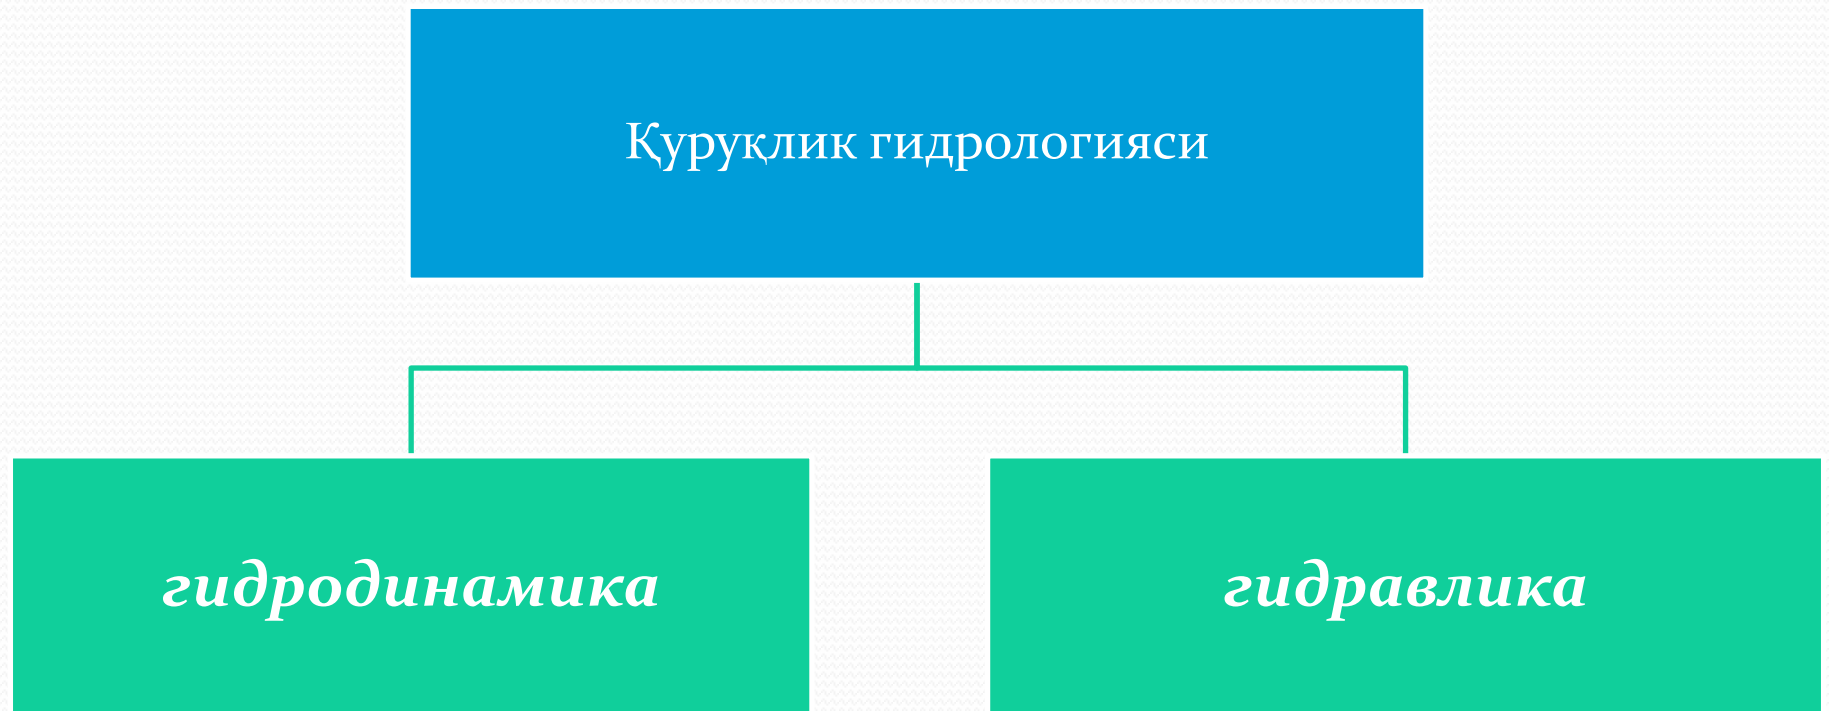 Қуруқлик гидрологияси
гидродинамика
гидравлика